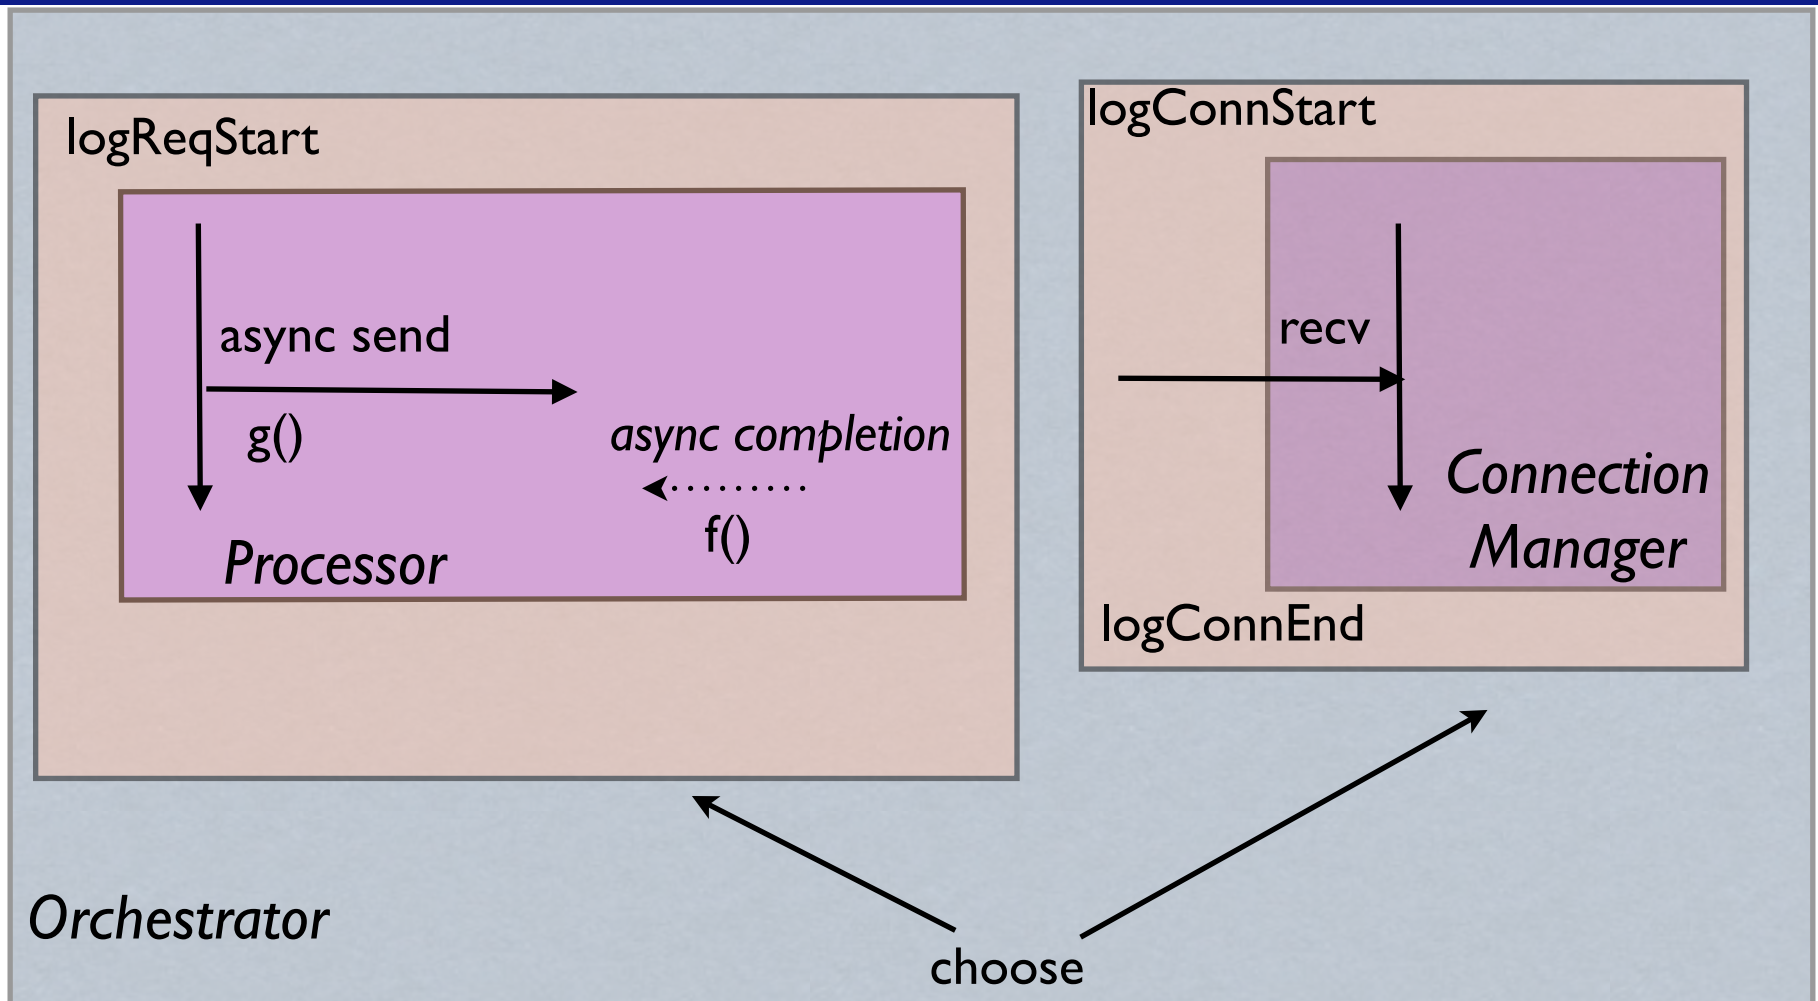 logReqStart
async send
g()
async completion
f()
Processor
logConnStart
recv
Connection
Manager
logConnEnd
Orchestrator
choose